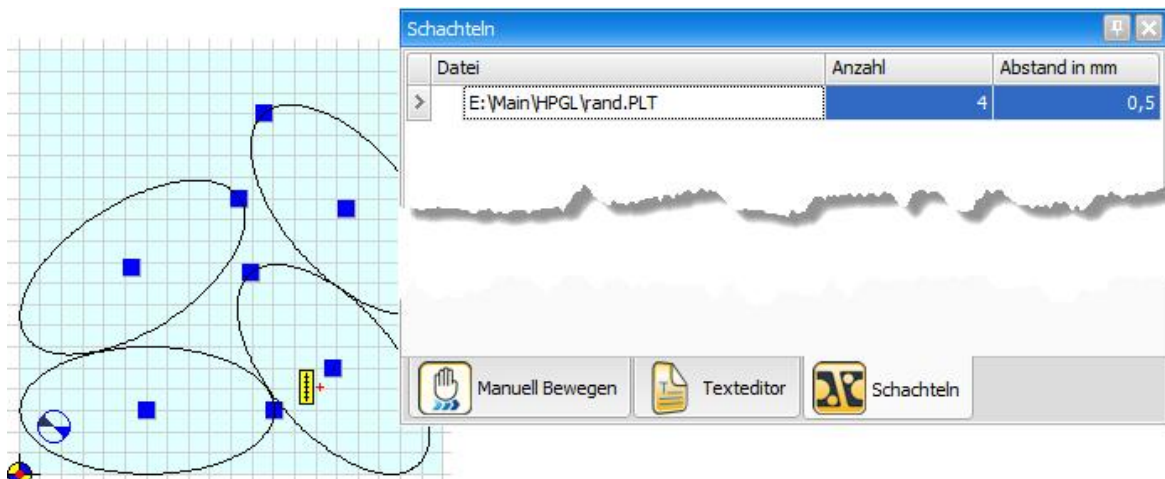 Schachteln
Datei Anzahl Abstand in mm
E:\Main\HPGL\rand.PLT 4 0,5
Manuell Bewegen Texteditor Schachteln